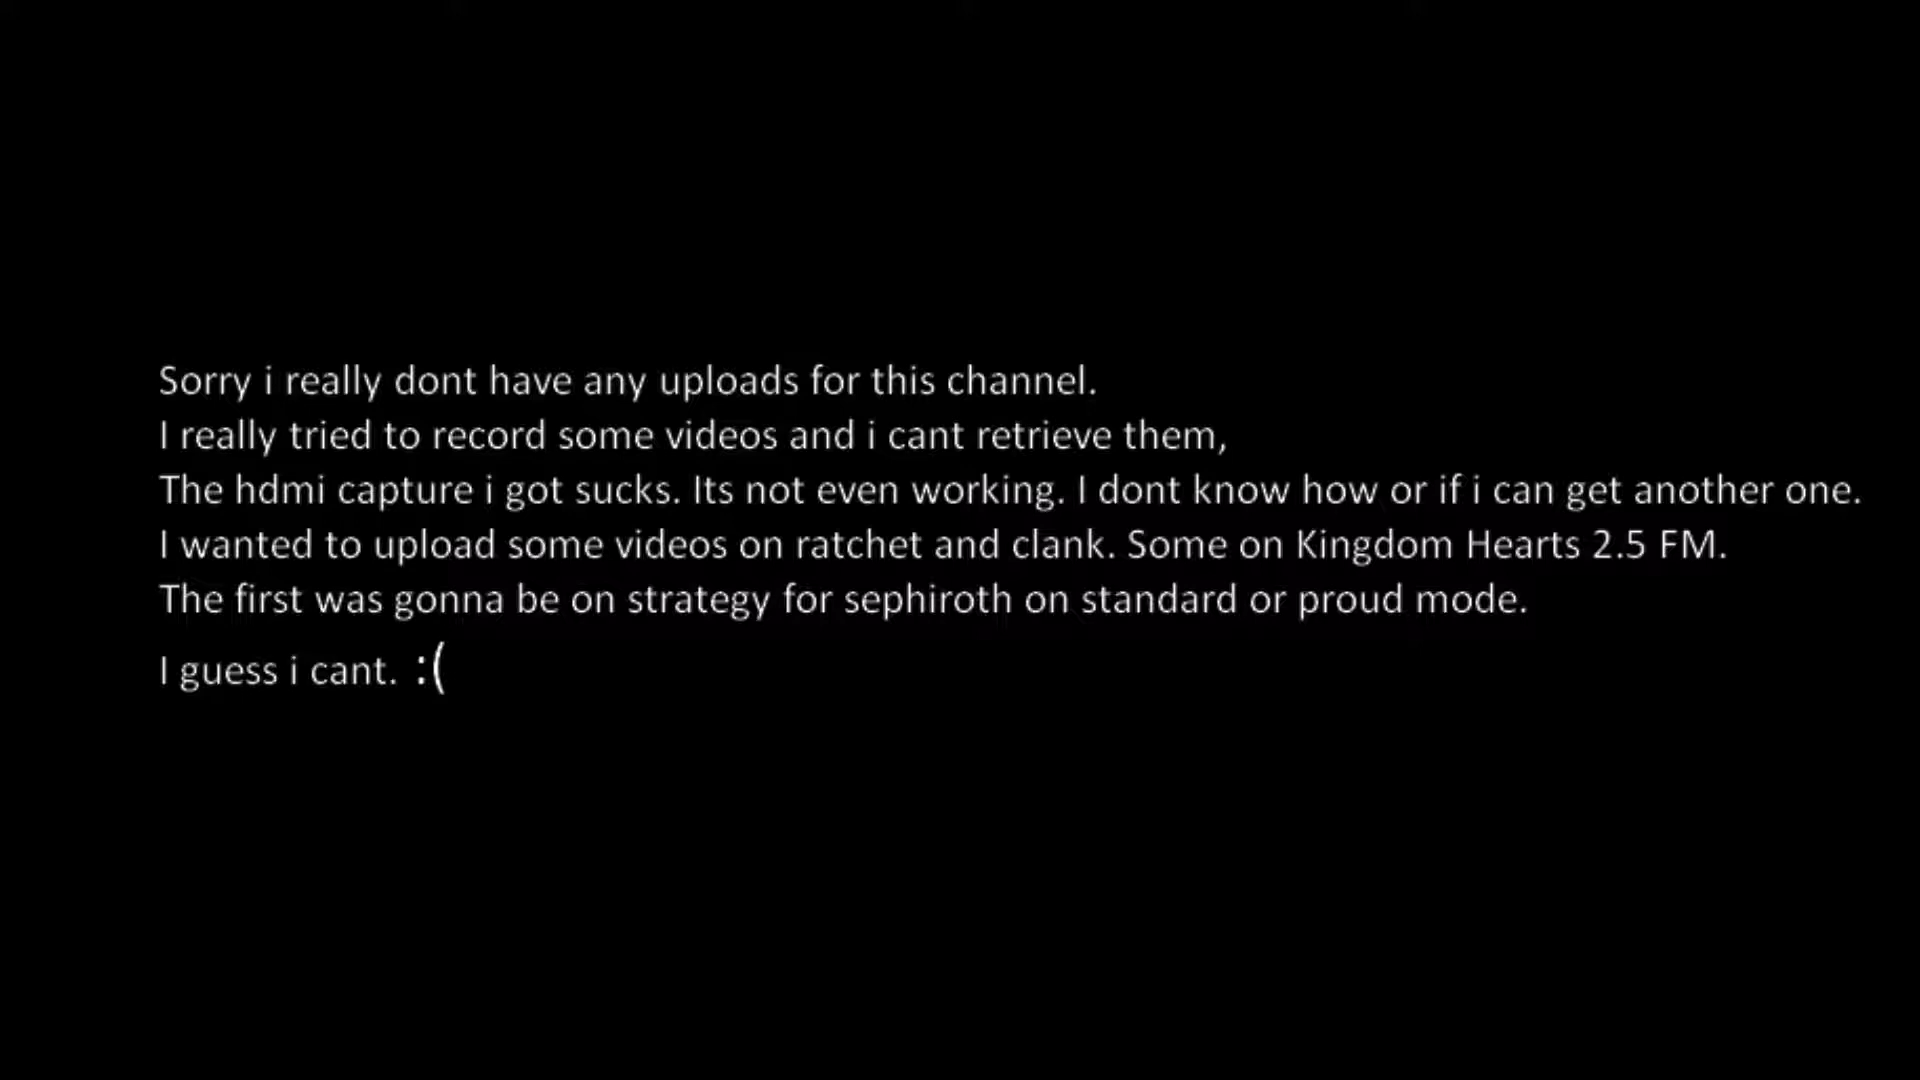 Sorry i really dont have any uploads for this channel.
I really tried to record some videos and i cant retrieve them,
The hdmi capture i got sucks. Its not even working. I dont know how or if i can get another one.
I wanted to upload some videos on ratchet and clank. Some on Kingdom Hearts 2.5 FM.
The first was gonna be on strategy for sephiroth on standard or proud mode.
I guess i cant. :(